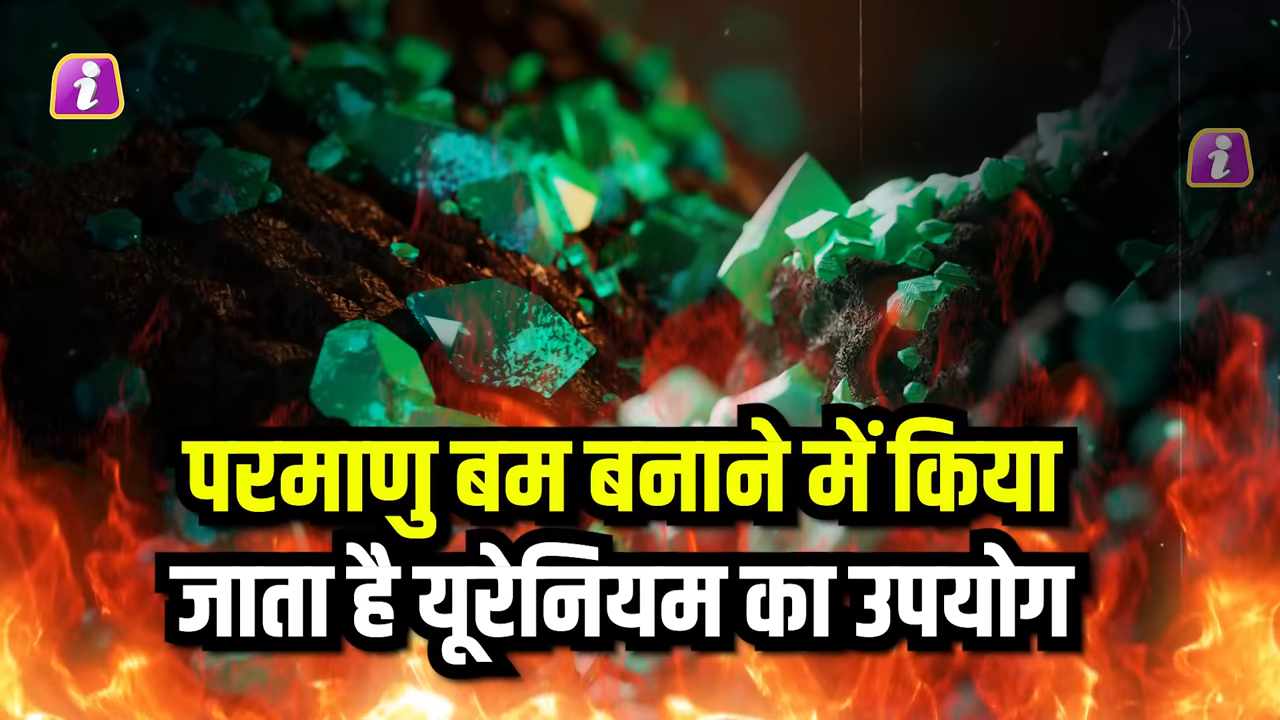 परमाणु बम बनाने में किया
जाता है यूरेनियम का उपयोग